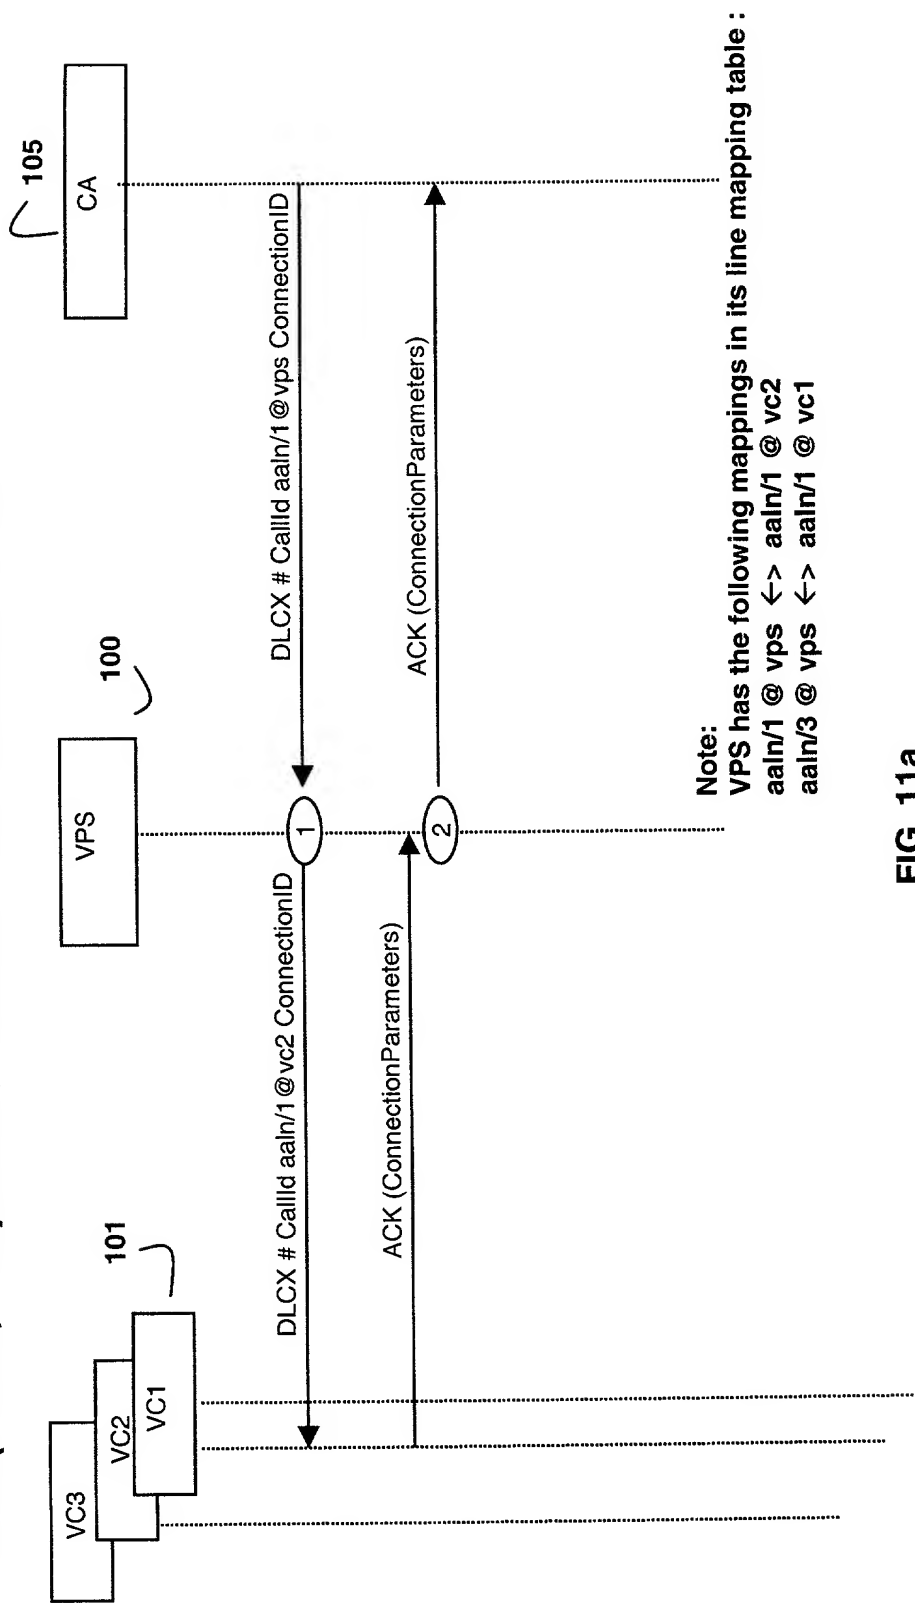 105
CA
100
VPS
101
VC3
VC2
VC1
DLCX # CallId aaln/1@vps ConnectionID
1
DLCX # CallId aaln/1@vc2 ConnectionID
ACK (ConnectionParameters)
2
ACK (ConnectionParameters)
Note:
VPS has the following mappings in its line mapping table :
aaln/1 @ vps <-> aaln/1 @ vc2
aaln/3 @ vps <-> aaln/1 @ vc1
FIG. 11a